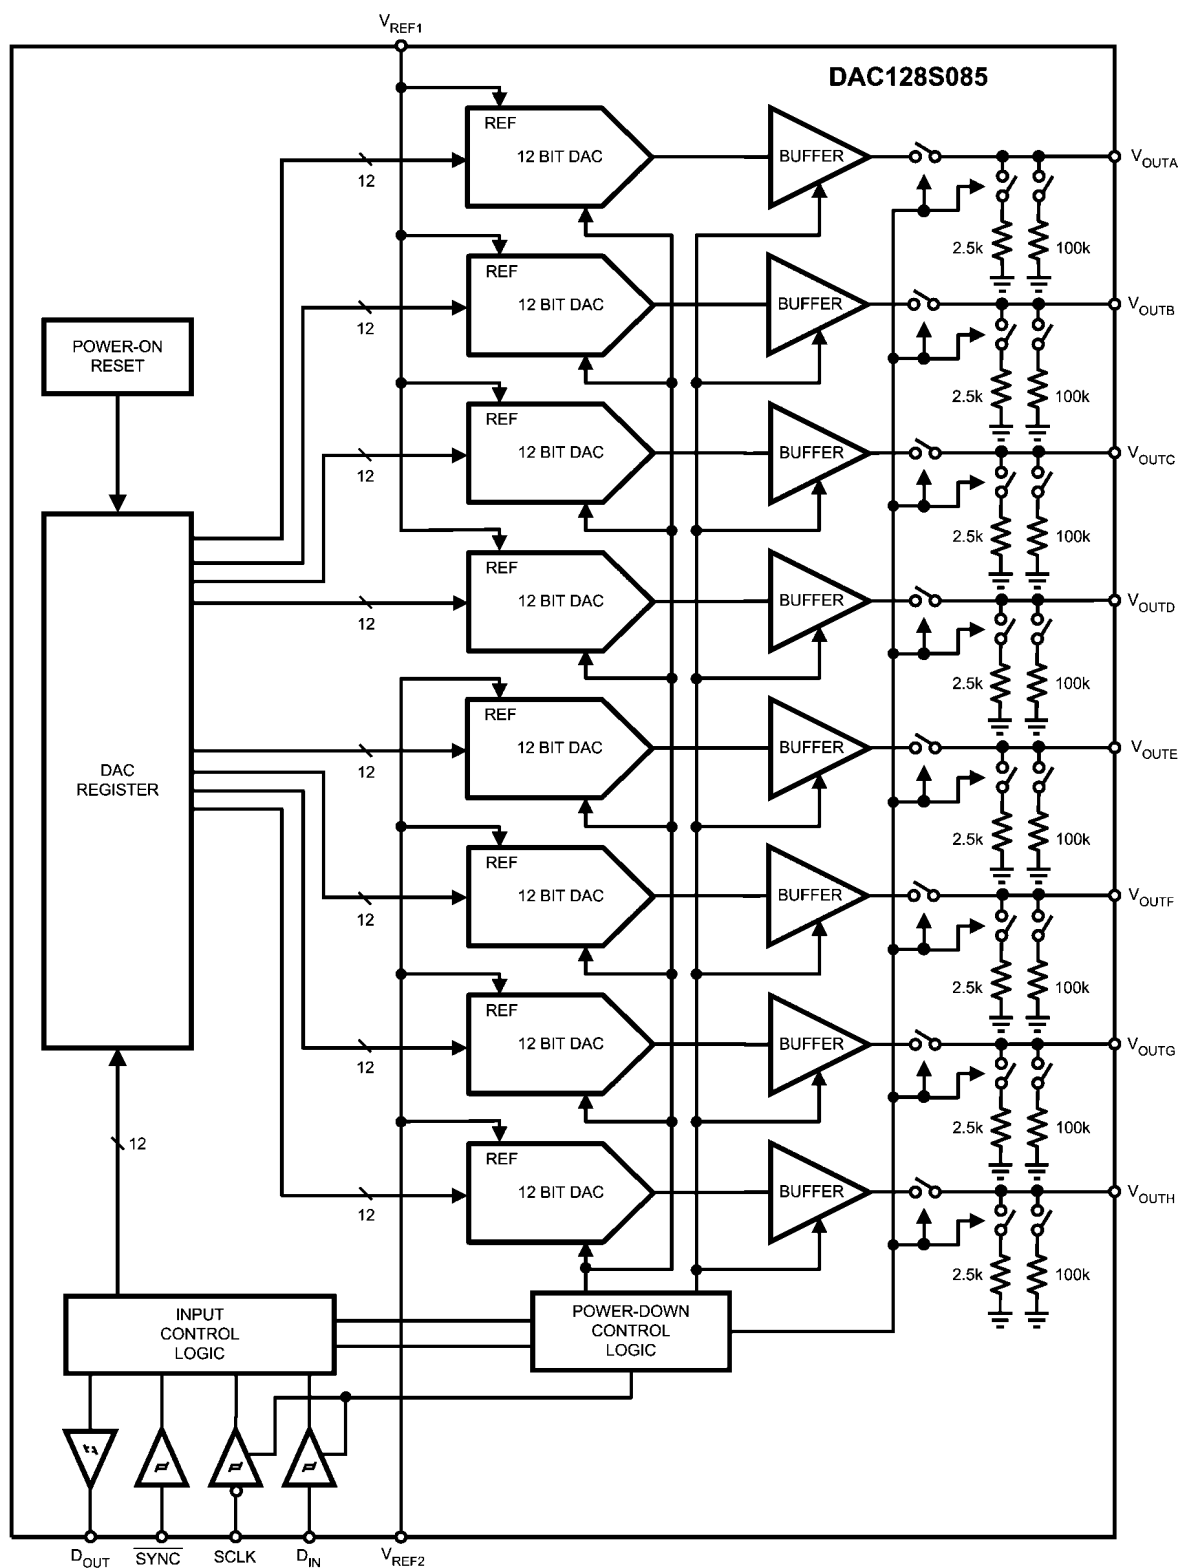 VREF1
DAC128S085
REF
12 BIT DAC
BUFFER
VOUTA
12
2.5k
100k
REF
12 BIT DAC
BUFFER
VOUTB
12
2.5k
100k
POWER-ON
RESET
REF
12 BIT DAC
BUFFER
VOUTC
12
2.5k
100k
REF
12 BIT DAC
BUFFER
VOUTD
12
2.5k
100k
DAC
REGISTER
REF
12 BIT DAC
BUFFER
VOUTE
12
2.5k
100k
REF
12 BIT DAC
BUFFER
VOUTF
12
2.5k
100k
REF
12 BIT DAC
BUFFER
VOUTG
12
2.5k
100k
12
REF
12 BIT DAC
BUFFER
VOUTH
12
2.5k
100k
INPUT
CONTROL
LOGIC
POWER-DOWN
CONTROL
LOGIC
DOUT
SYNC
SCLK
DIN
VREF2